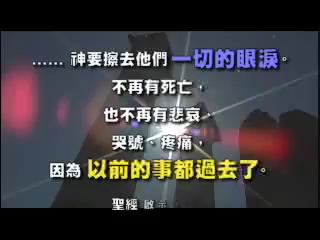 …… 神要擦去他們 一切的眼淚。
不再有死亡，
也不再有悲哀、
哭號、疼痛，
因為 以前的事都過去了。
聖經 啟示